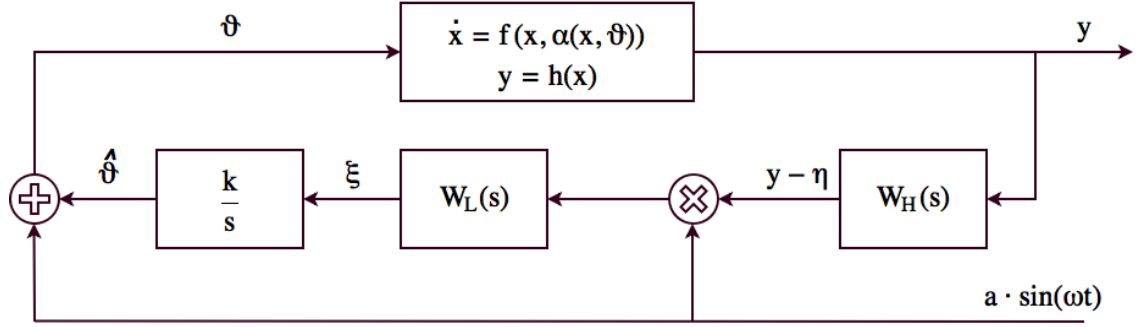 ϑ
ẋ = f(x, α(x, ϑ))
y = h(x)
y
ϑ̂
k
s
ξ
W_L(s)
y − η
W_H(s)
a · sin(ωt)